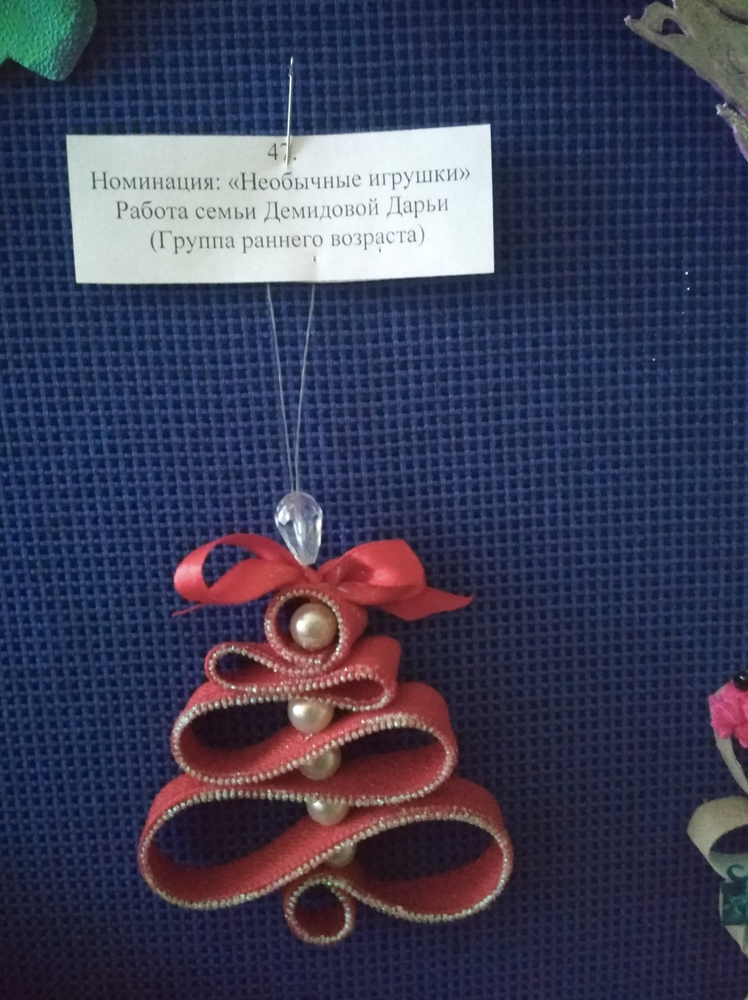 47.
Номинация: «Необычные игрушки»
Работа семьи Демидовой Дарьи
(Группа раннего возраста)